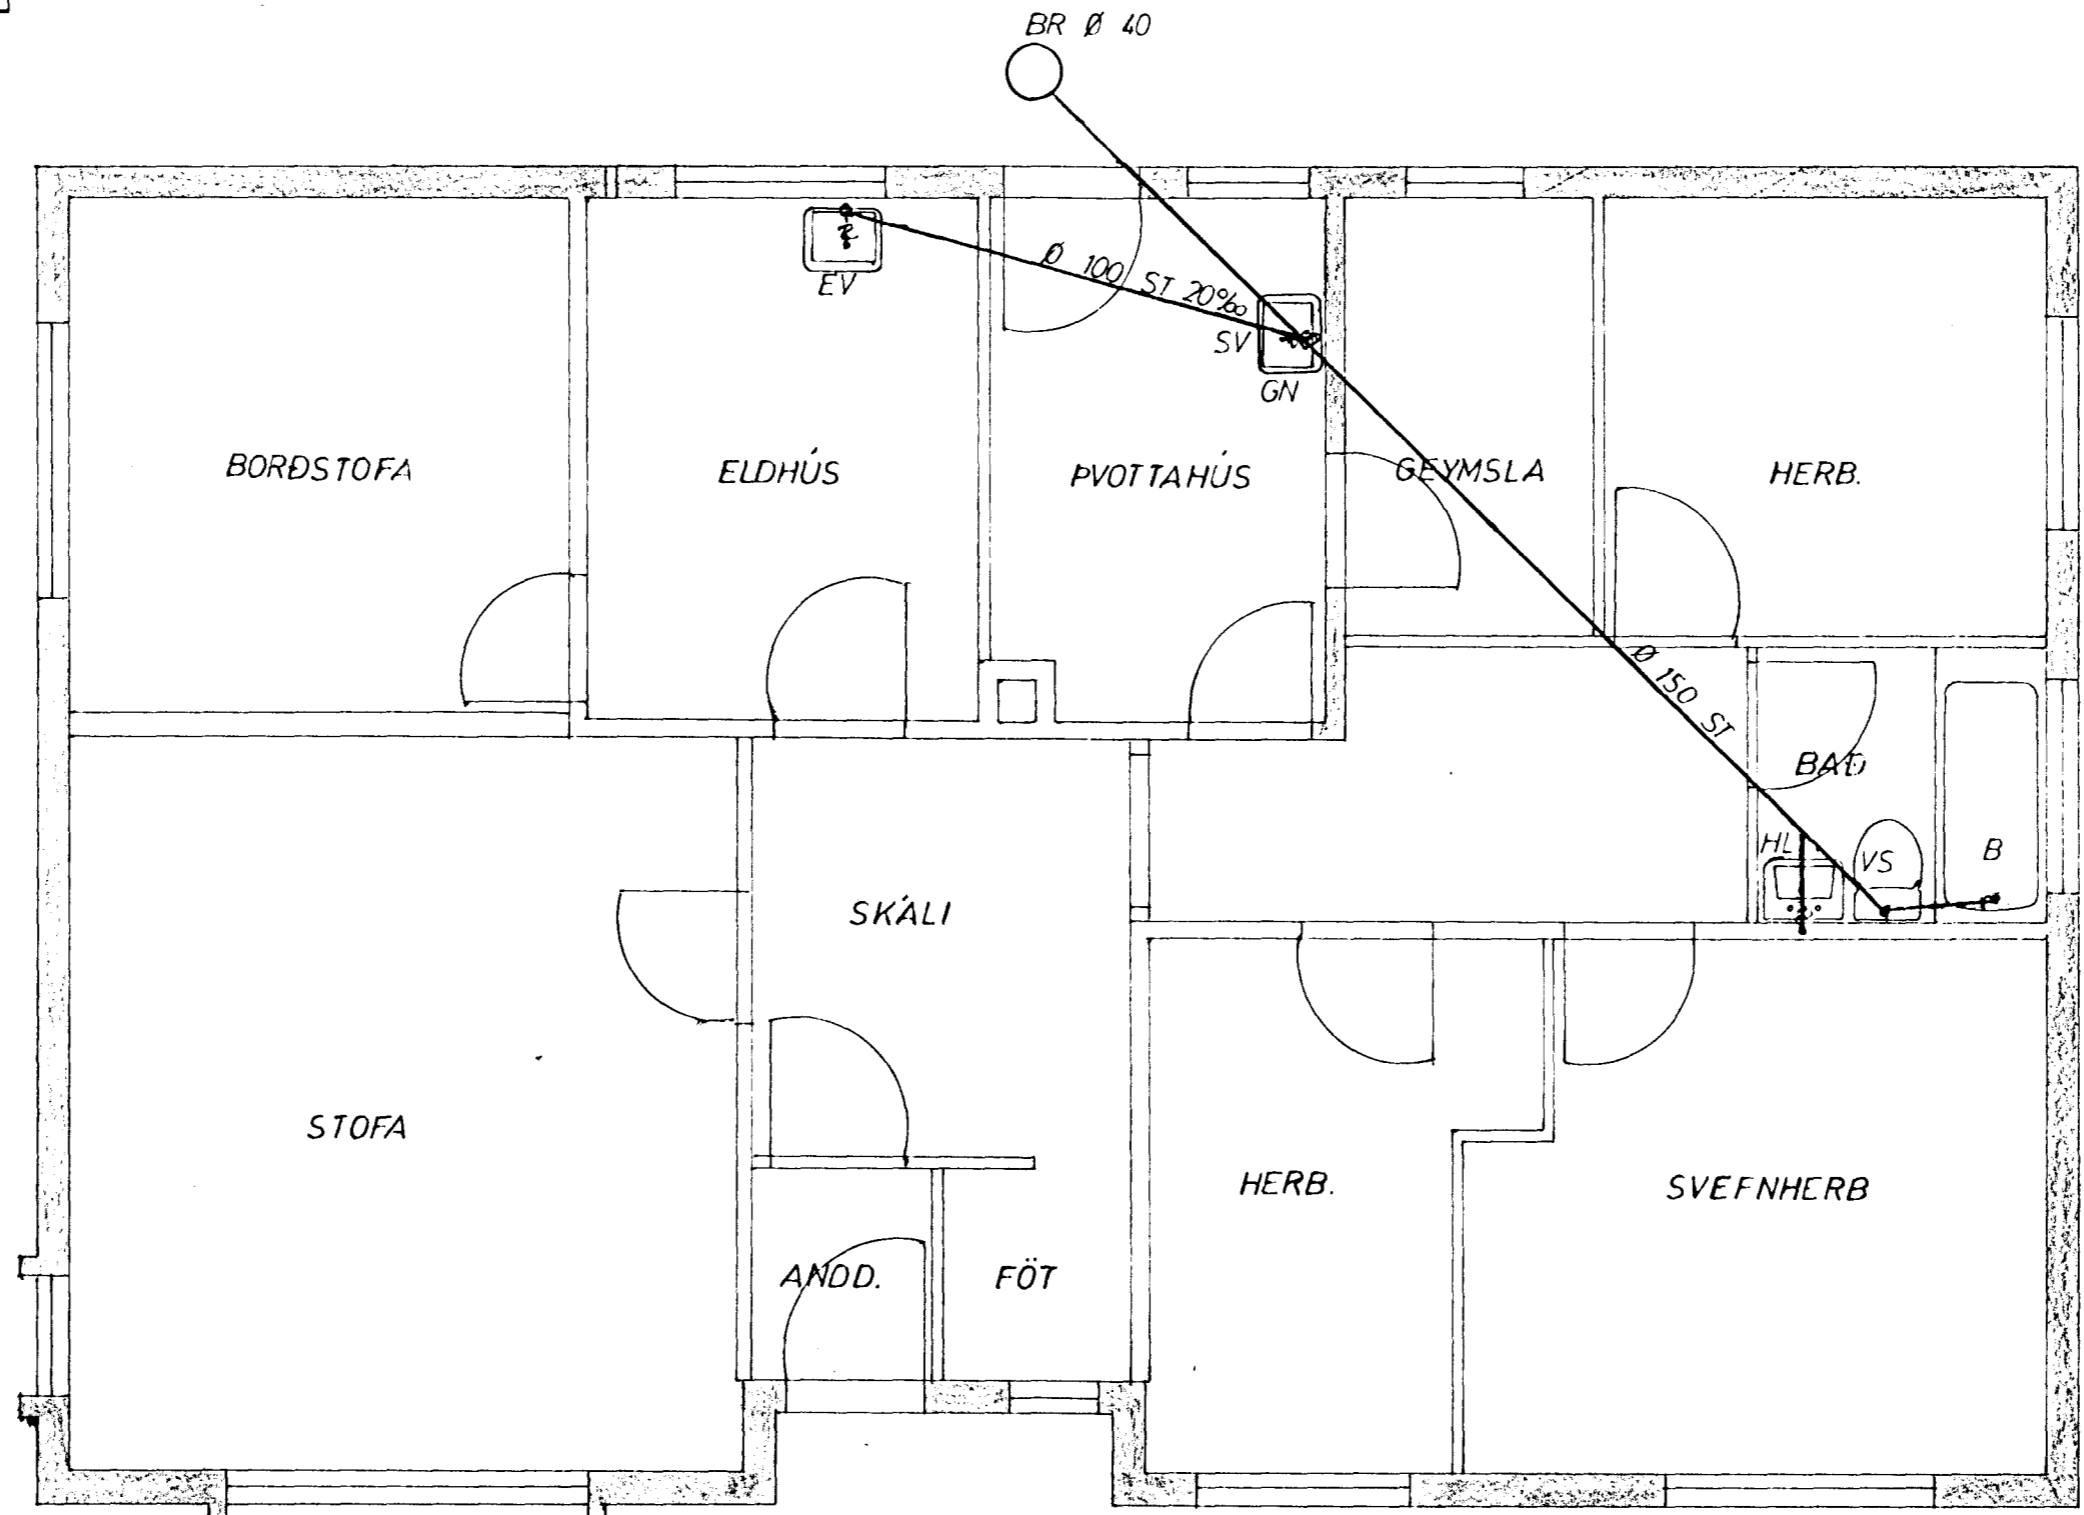 BR Ø 40
EV
Ø 100 ST 20‰
SV
GN
BORÐSTOFA
ELDHÚS
ÞVOTTAHÚS
GEYMSLA
HERB.
Ø 150 ST
BAÐ
HL
VS
B
SKÁLI
STOFA
HERB.
SVEFNHERB
ANDD.
FÖT